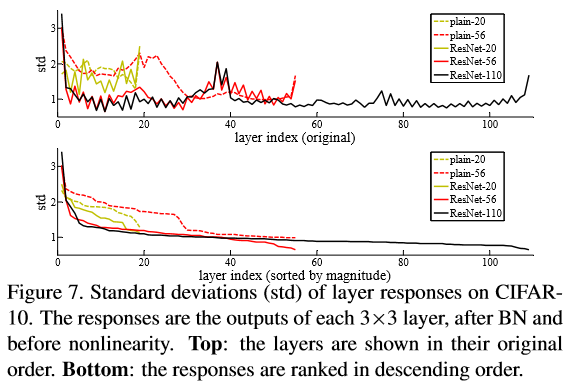 3
2
1
std
plain-20
plain-56
ResNet-20
ResNet-56
ResNet-110
0 20 40 60 80 100
layer index (original)
3
2
1
std
plain-20
plain-56
ResNet-20
ResNet-56
ResNet-110
0 20 40 60 80 100
layer index (sorted by magnitude)
Figure 7. Standard deviations (std) of layer responses on CIFAR-
10. The responses are the outputs of each 3×3 layer, after BN and
before nonlinearity. Top: the layers are shown in their original
order. Bottom: the responses are ranked in descending order.